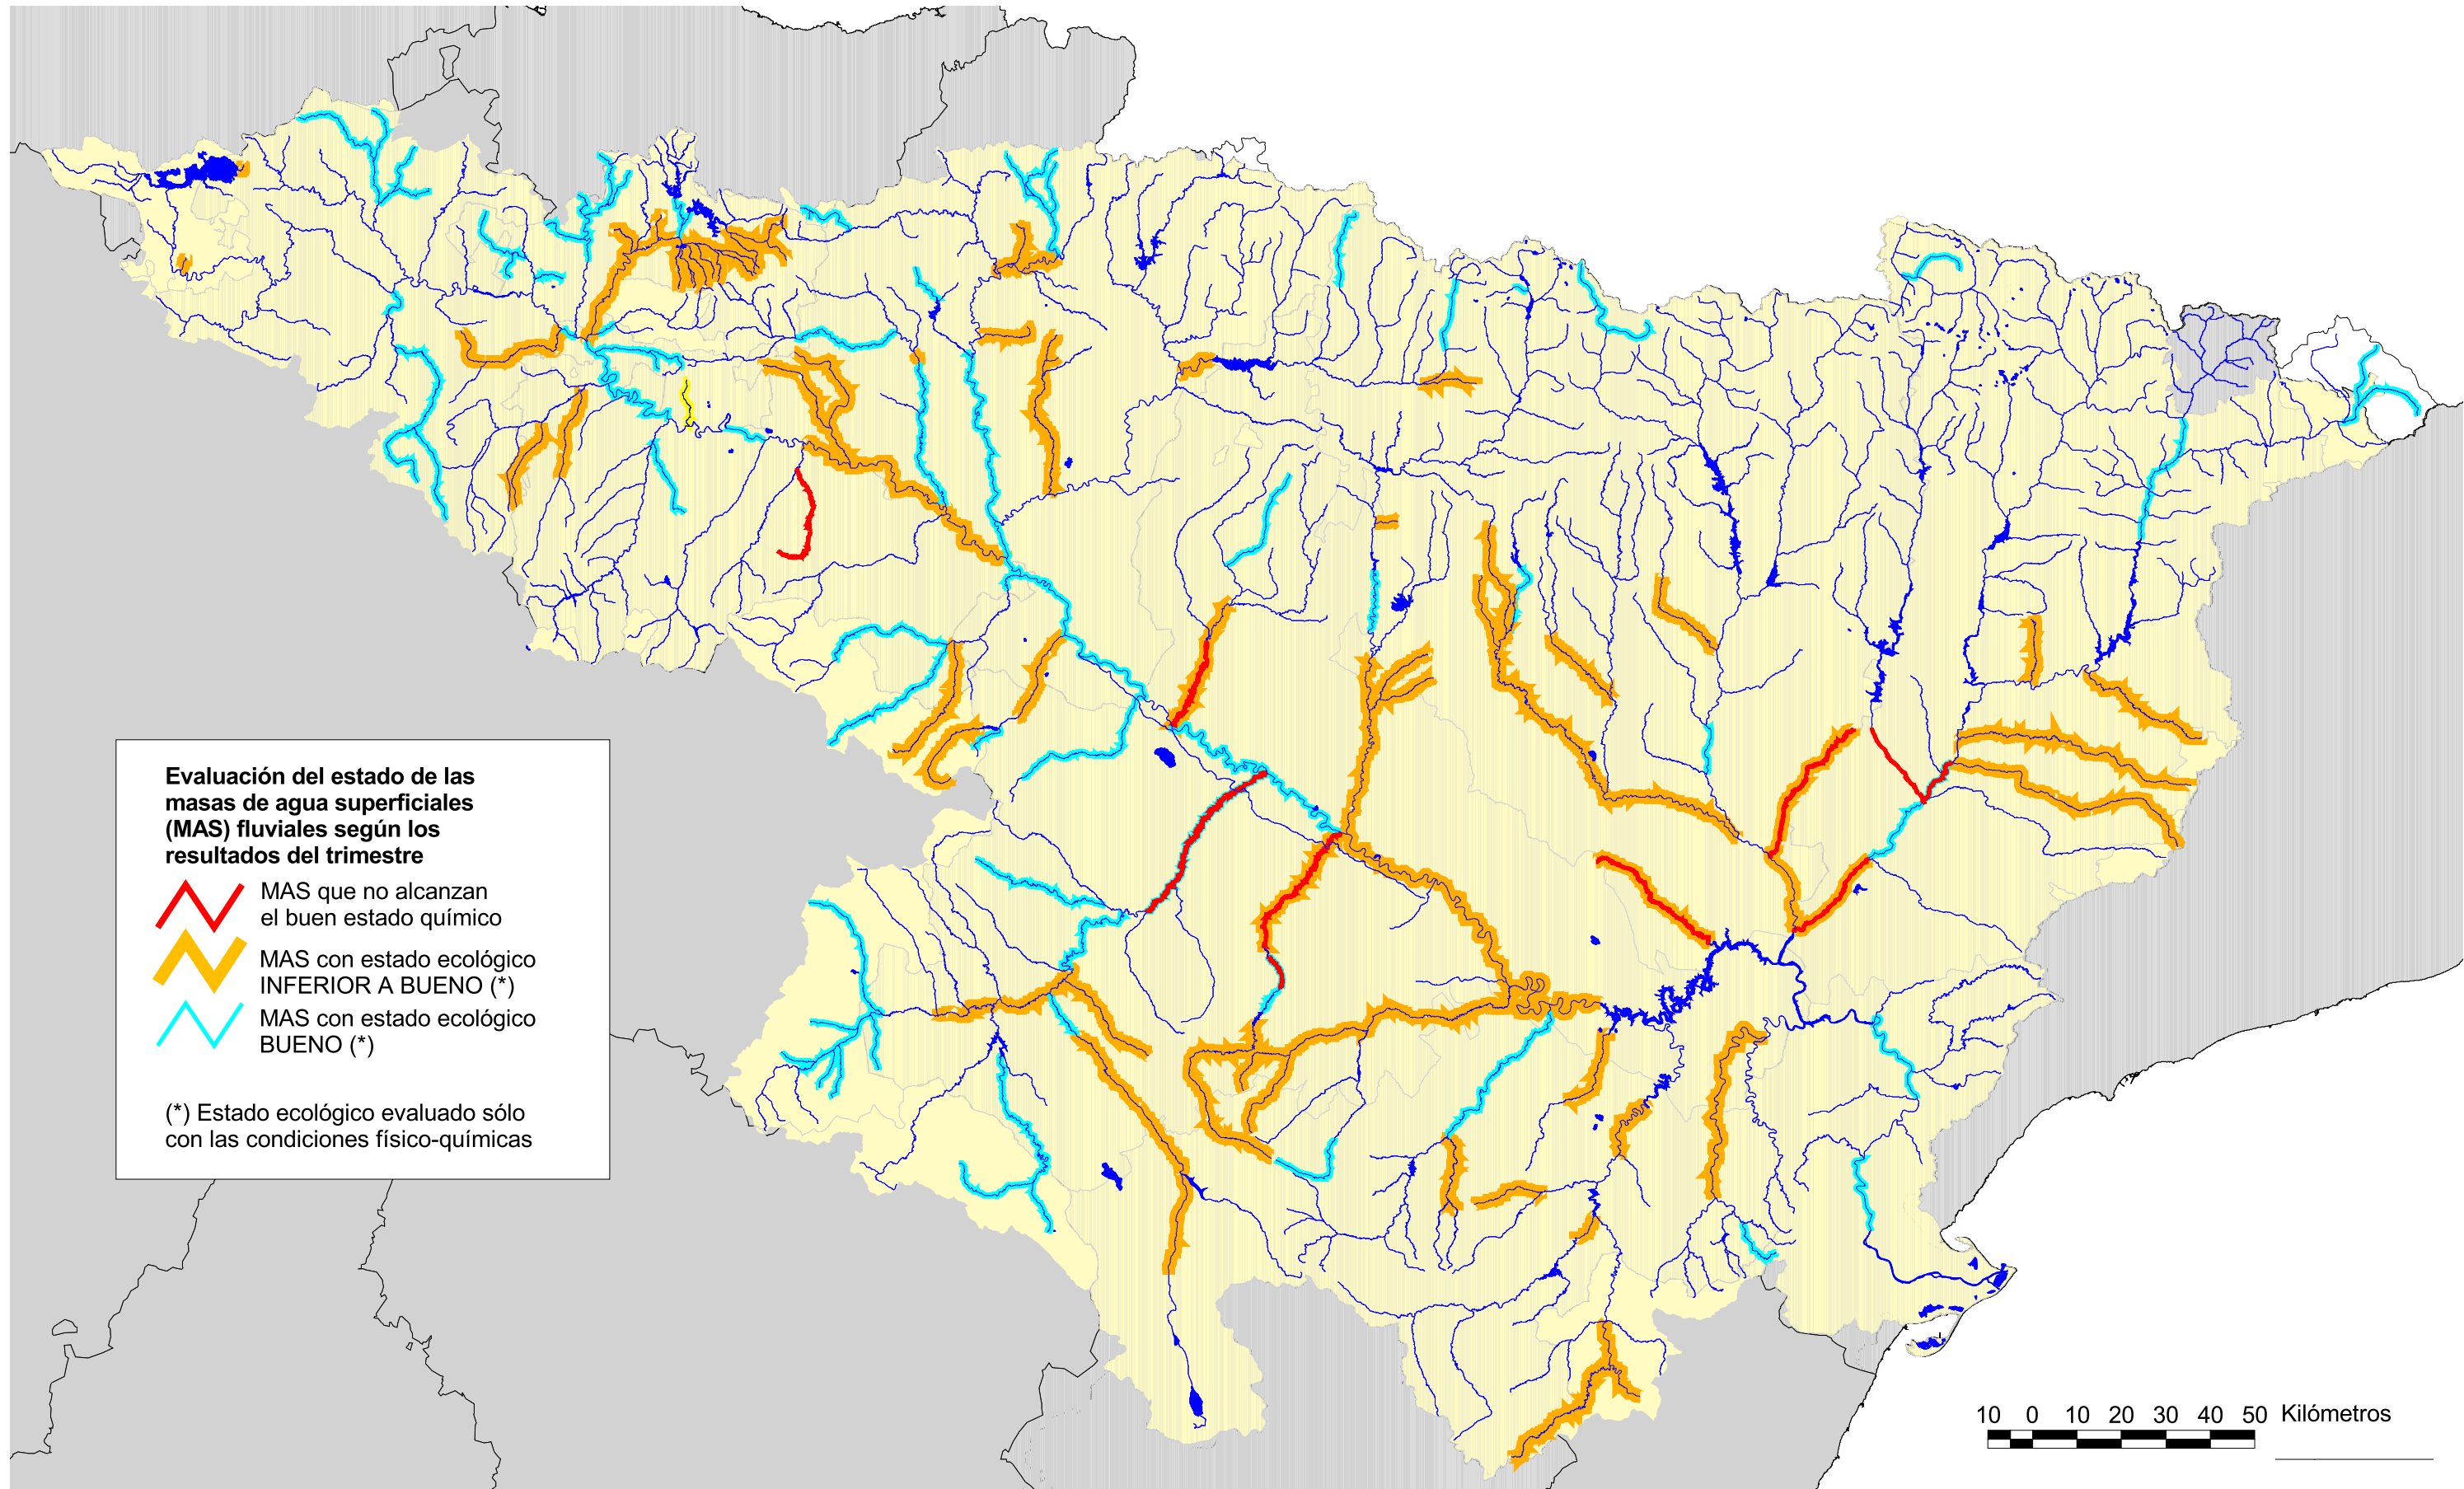 Evaluación del estado de las
masas de agua superficiales
(MAS) fluviales según los
resultados del trimestre
MAS que no alcanzan
el buen estado químico
MAS con estado ecológico
INFERIOR A BUENO (*)
MAS con estado ecológico
BUENO (*)
(*) Estado ecológico evaluado sólo
con las condiciones físico-químicas
10 0 10 20 30 40 50 Kilómetros